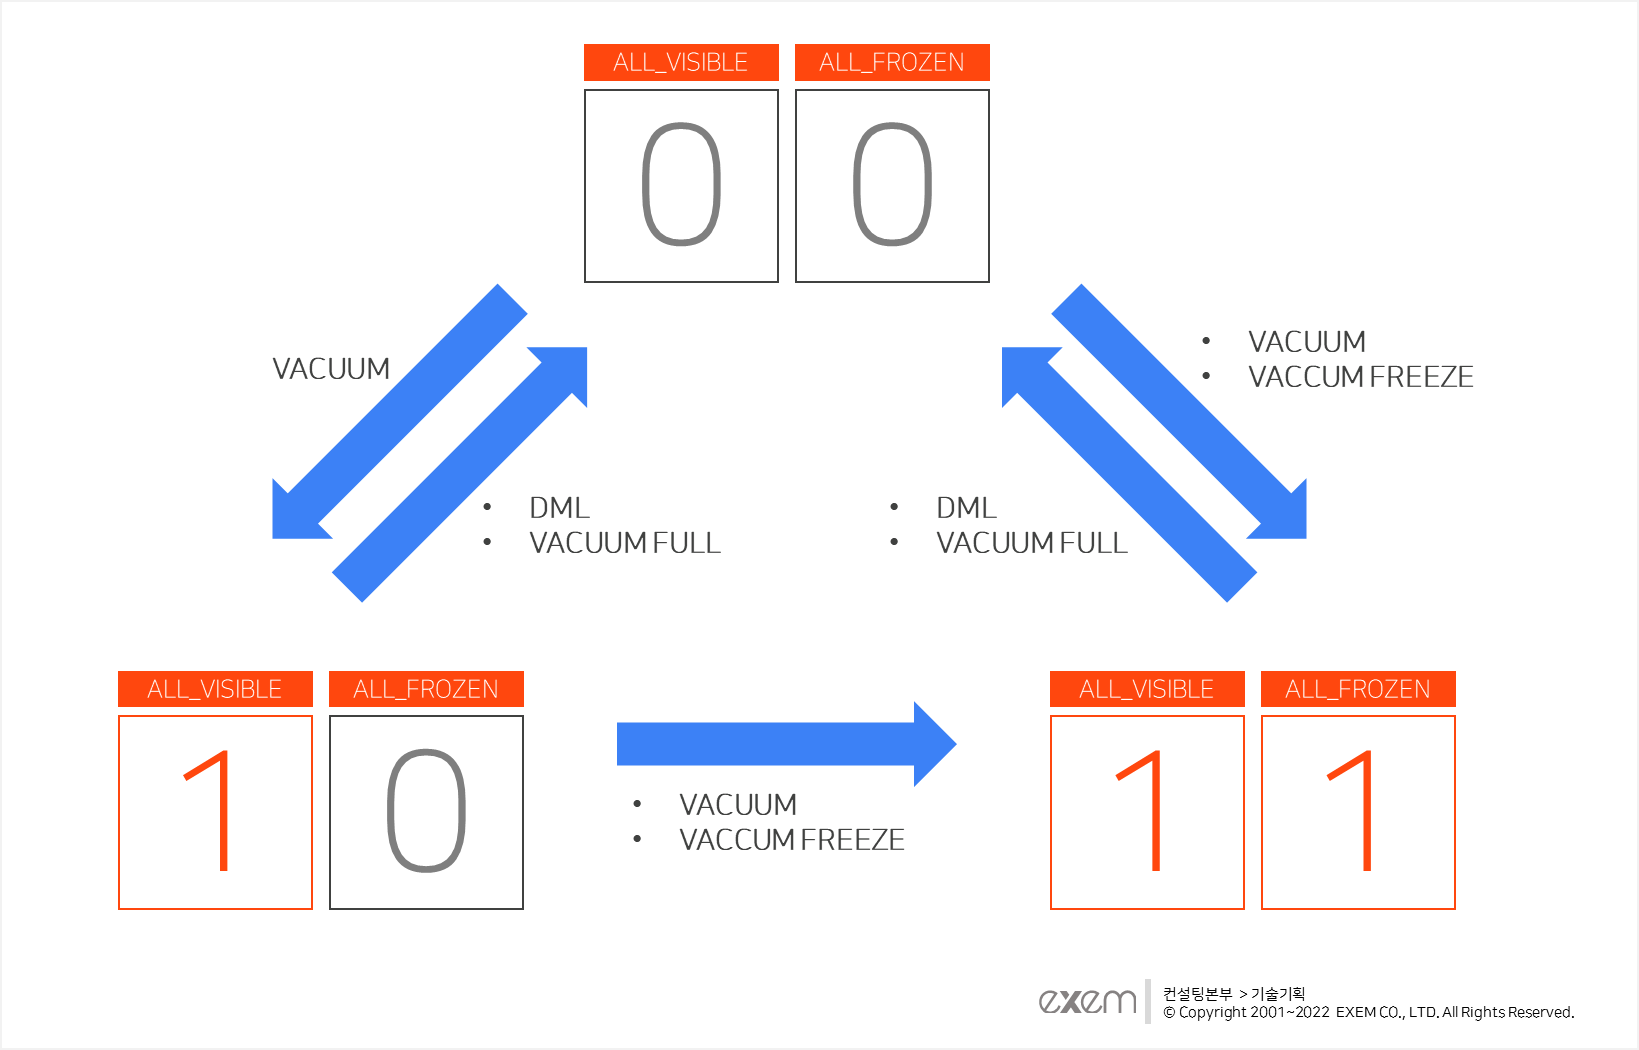 ALL_VISIBLE ALL_FROZEN
0 0
VACUUM
• VACUUM
• VACCUM FREEZE
• DML
• VACUUM FULL
• DML
• VACUUM FULL
ALL_VISIBLE ALL_FROZEN
1 0
• VACUUM
• VACCUM FREEZE
ALL_VISIBLE ALL_FROZEN
1 1
exem
컨설팅본부 > 기술기획
© Copyright 2001~2022 EXEM CO., LTD. All Rights Reserved.